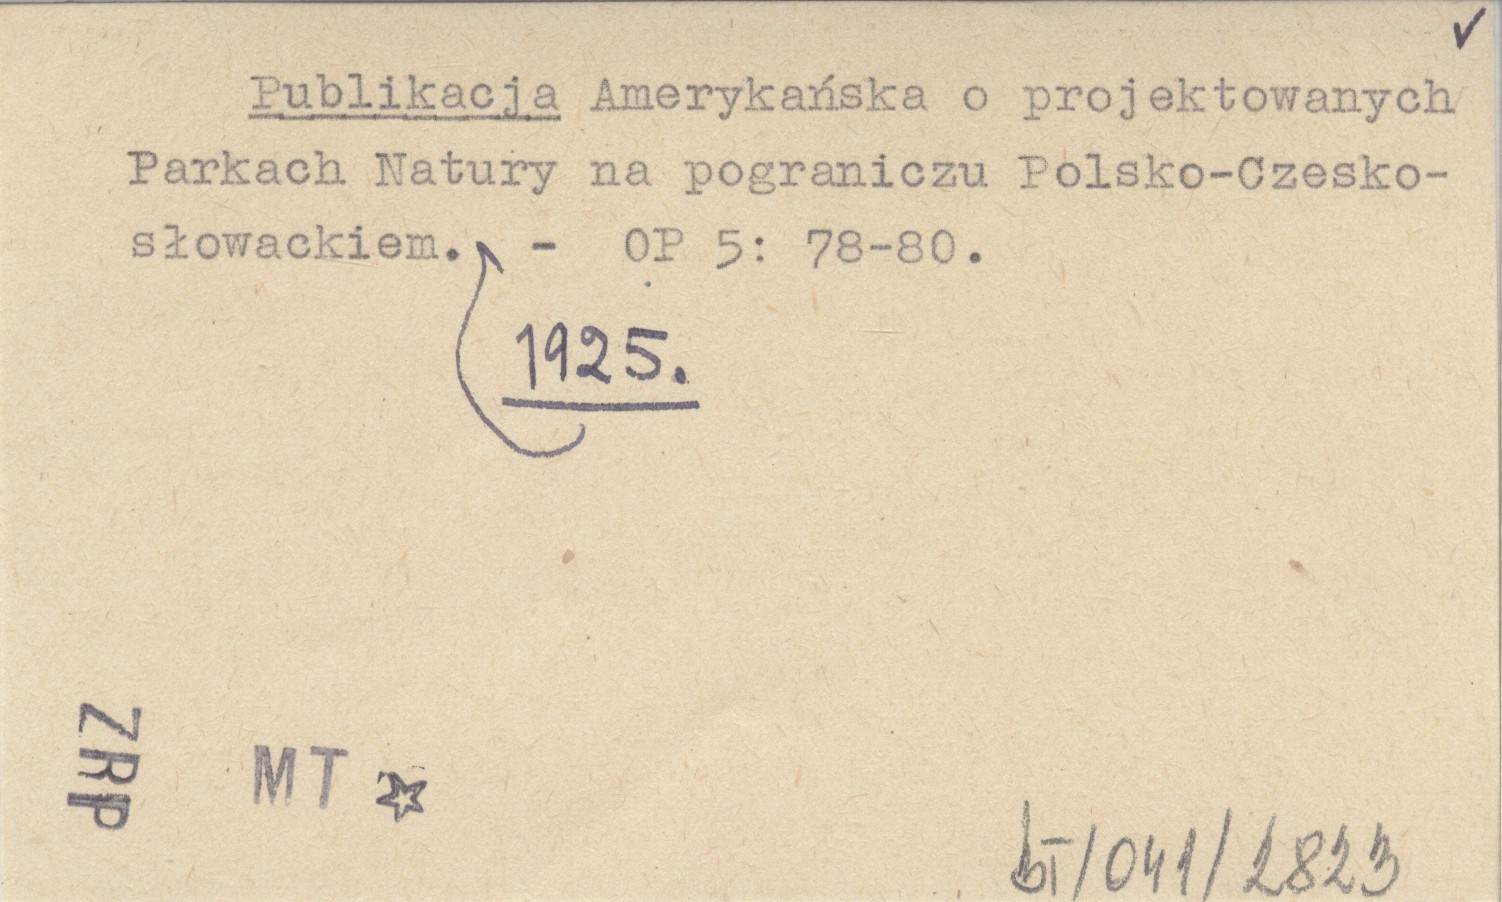 Publikacja Amerykańska o projektowanych
Parkach Natury na pograniczu Polsko-Czesko-
słowackiem. - OP 5: 78-80.
1925.
ZRP
MT
bI/041/2823